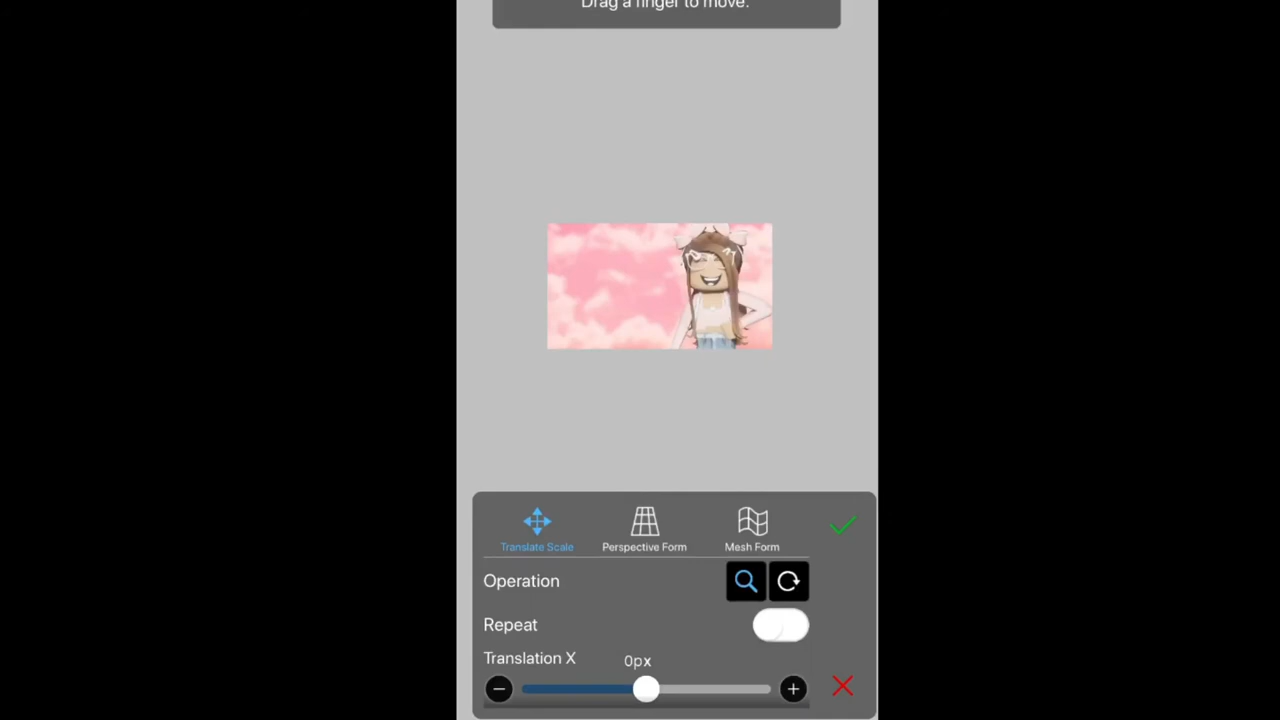 Drag a finger to move.
Translate Scale
Perspective Form
Mesh Form
Operation
Repeat
Translation X
0px